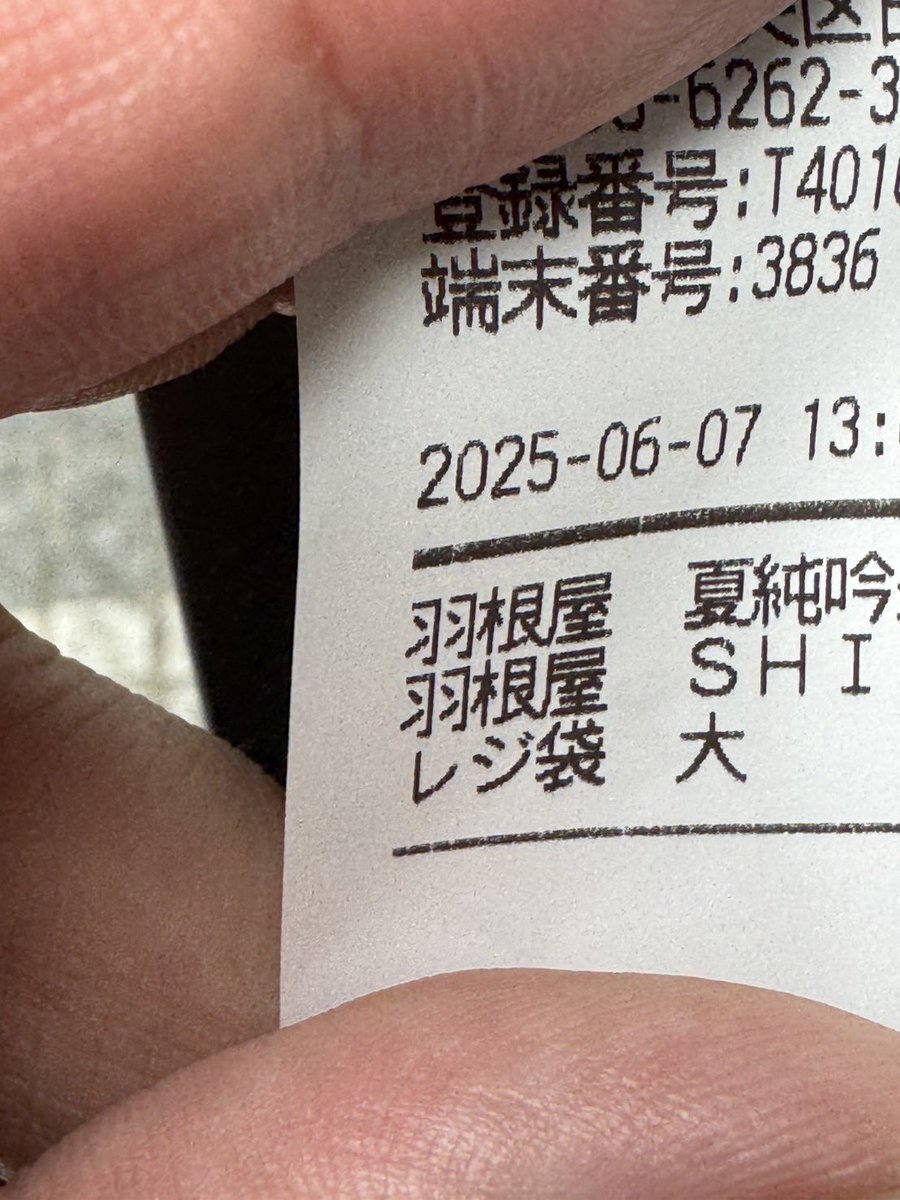 区
-6262-3
登録番号:T401
端末番号:3836
2025-06-07 13:
羽根屋 夏純吟
羽根屋 SHI
レジ袋 大